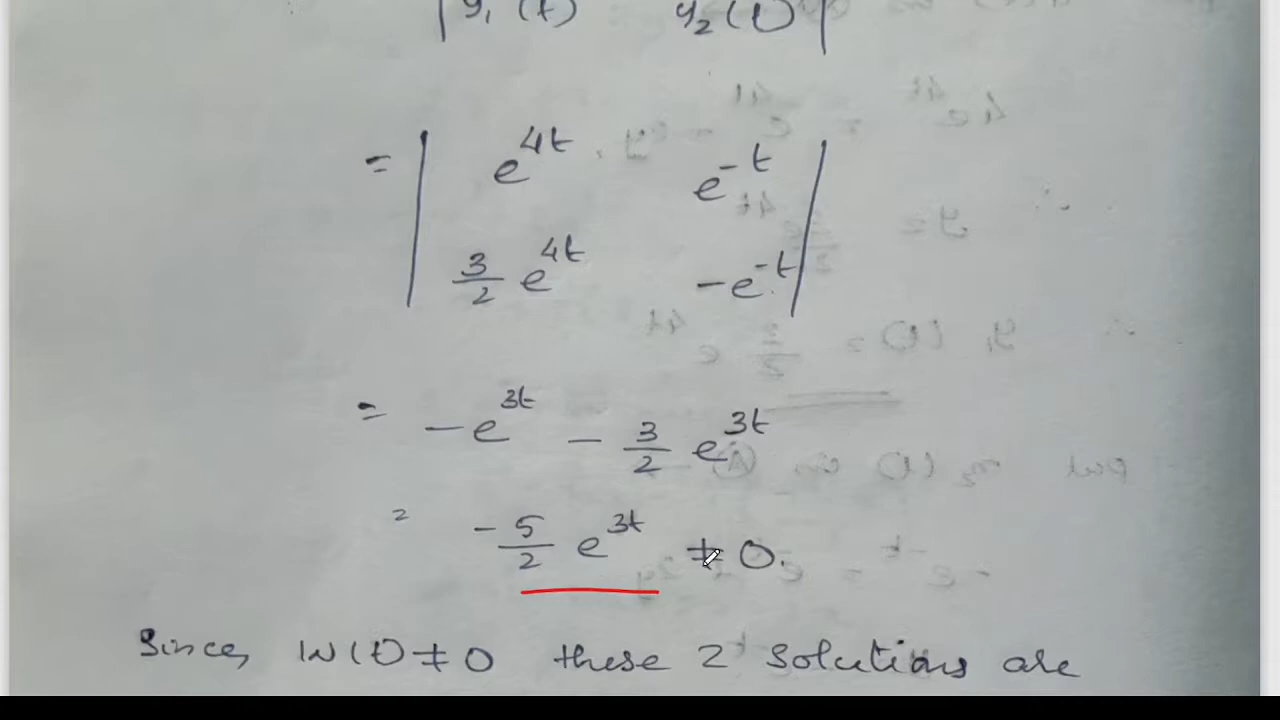 | y₁(t) y₂(t) |
= | e^{4t} e^{-t} |
| 3/2 e^{4t} -e^{-t} |
= -e^{3t} - 3/2 e^{3t}
= -5/2 e^{3t} ≠ 0.
Since, W(t) ≠ 0 these 2 solutions are